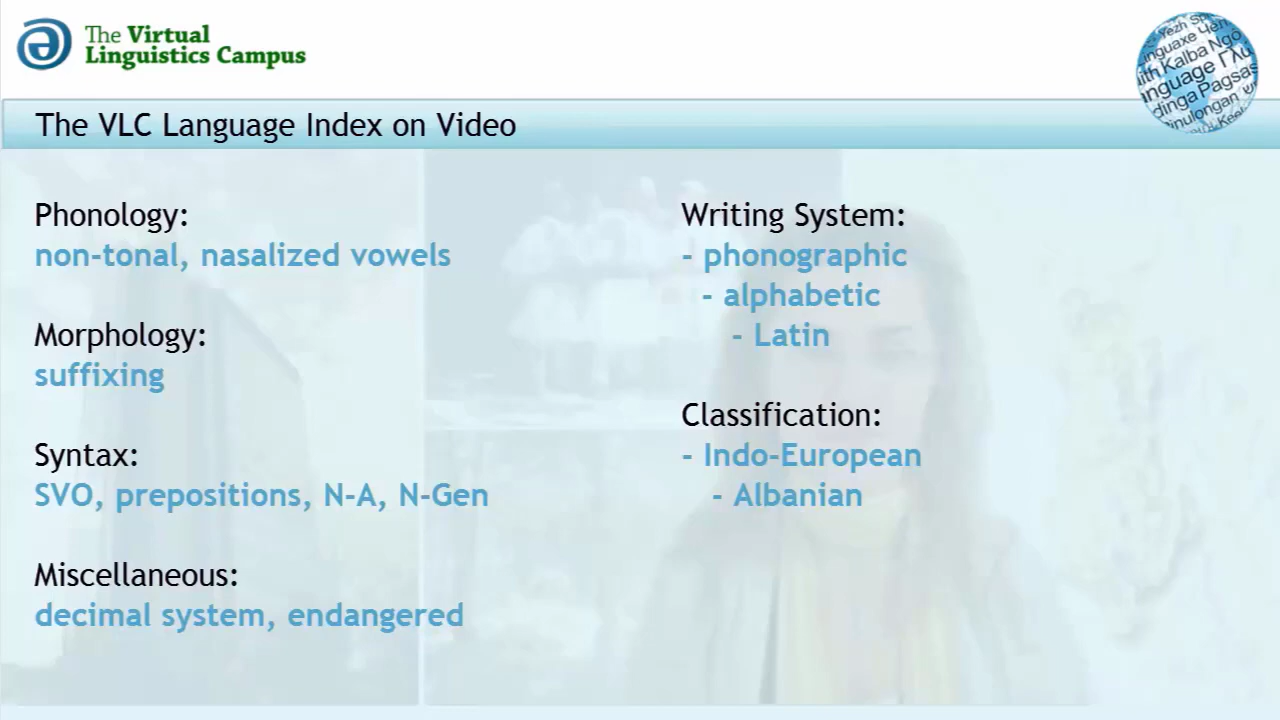 The Virtual
Linguistics Campus
The VLC Language Index on Video
Phonology:
non-tonal, nasalized vowels
Morphology:
suffixing
Syntax:
SVO, prepositions, N-A, N-Gen
Miscellaneous:
decimal system, endangered
Writing System:
- phonographic
- alphabetic
- Latin
Classification:
- Indo-European
- Albanian